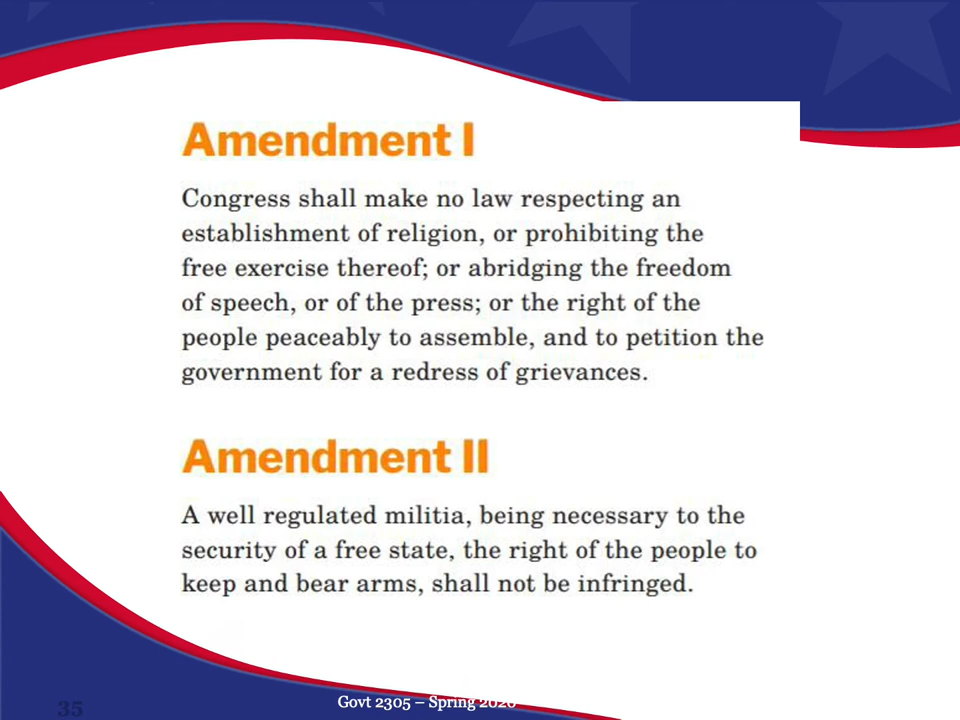 Amendment I
Congress shall make no law respecting an
establishment of religion, or prohibiting the
free exercise thereof; or abridging the freedom
of speech, or of the press; or the right of the
people peaceably to assemble, and to petition the
government for a redress of grievances.
Amendment II
A well regulated militia, being necessary to the
security of a free state, the right of the people to
keep and bear arms, shall not be infringed.
35
Govt 2305 – Spring 2020